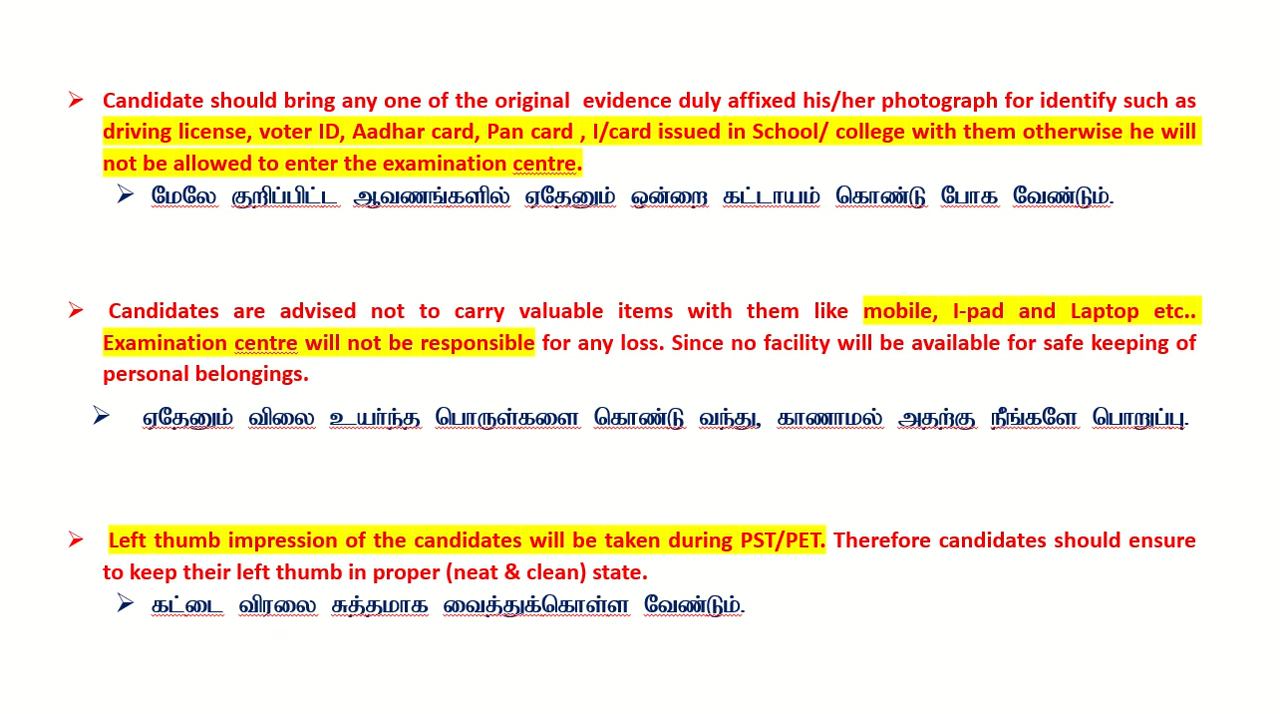 ➢ Candidate should bring any one of the original evidence duly affixed his/her photograph for identify such as
driving license, voter ID, Aadhar card, Pan card , I/card issued in School/ college with them otherwise he will
not be allowed to enter the examination centre.
➢ மேலே குறிப்பிட்ட ஆவணங்களில் ஏதேனும் ஒன்றை கட்டாயம் கொண்டு போக வேண்டும்.
➢ Candidates are advised not to carry valuable items with them like mobile, I-pad and Laptop etc..
Examination centre will not be responsible for any loss. Since no facility will be available for safe keeping of
personal belongings.
➢ ஏதேனும் விலை உயர்ந்த பொருள்களை கொண்டு வந்து, காணாமல் அதற்கு நீங்களே பொறுப்பு.
➢ Left thumb impression of the candidates will be taken during PST/PET. Therefore candidates should ensure
to keep their left thumb in proper (neat & clean) state.
➢ கட்டை விரலை சுத்தமாக வைத்துக்கொள்ள வேண்டும்.